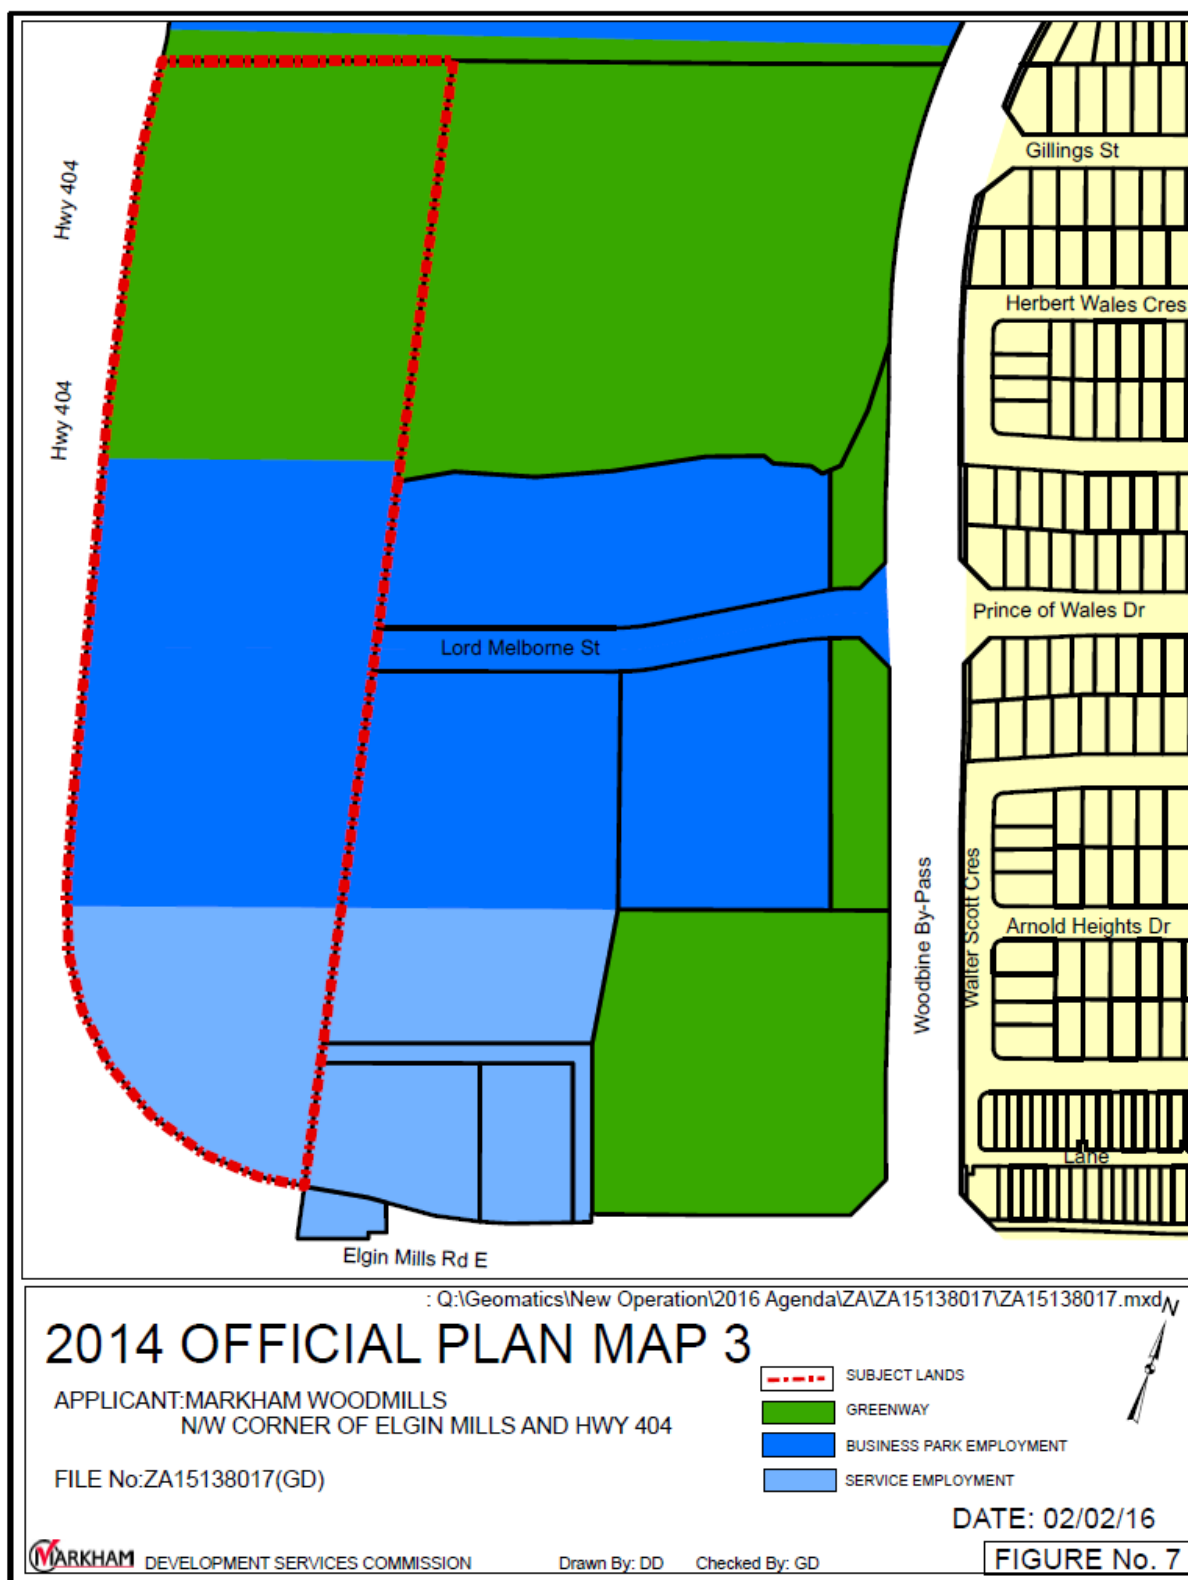 Gillings St
Hwy 404
Herbert Wales Cres
Hwy 404
Prince of Wales Dr
Lord Melborne St
Woodbine By-Pass
Walter Scott Cres
Arnold Heights Dr
Lane
Elgin Mills Rd E
: Q:\Geomatics\New Operation\2016 Agenda\ZA\ZA15138017\ZA15138017.mxd
N
2014 OFFICIAL PLAN MAP 3
APPLICANT:MARKHAM WOODMILLS
N/W CORNER OF ELGIN MILLS AND HWY 404
FILE No:ZA15138017(GD)
SUBJECT LANDS
GREENWAY
BUSINESS PARK EMPLOYMENT
SERVICE EMPLOYMENT
DATE: 02/02/16
MARKHAM DEVELOPMENT SERVICES COMMISSION
Drawn By: DD
Checked By: GD
FIGURE No. 7